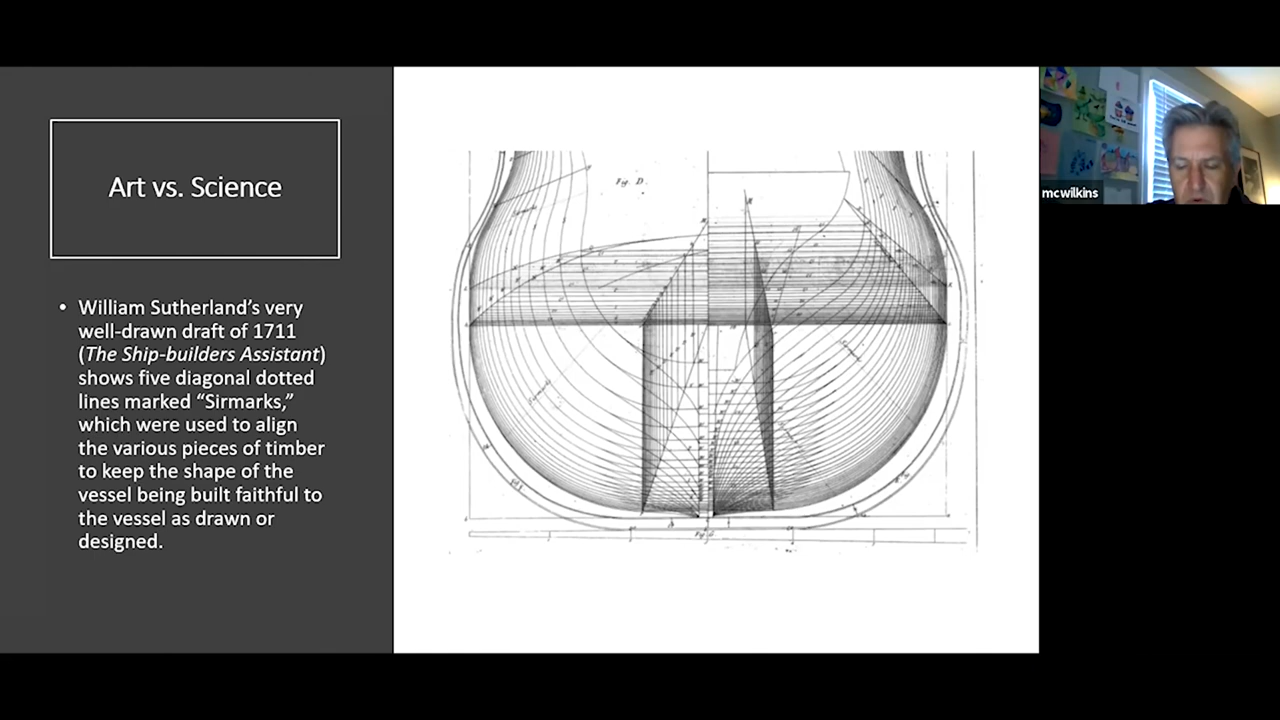 Art vs. Science
• William Sutherland’s very
well-drawn draft of 1711
(The Ship-builders Assistant)
shows five diagonal dotted
lines marked “Sirmarks,”
which were used to align
the various pieces of timber
to keep the shape of the
vessel being built faithful to
the vessel as drawn or
designed.
Fig. D.
mcwilkins